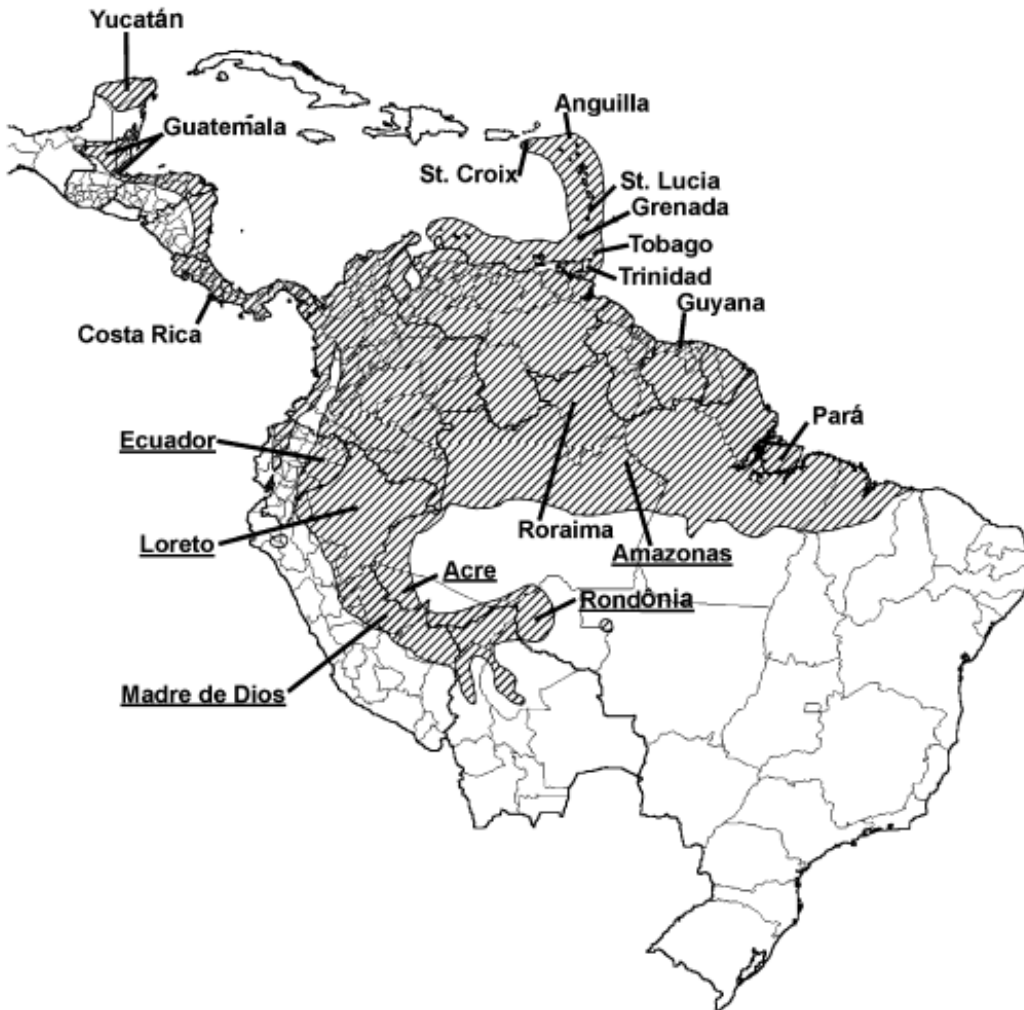 Yucatán
Guatemala
Anguilla
St. Croix
St. Lucia
Grenada
Tobago
Trinidad
Guyana
Costa Rica
Pará
Ecuador
Roraima
Loreto
Amazonas
Acre
Rondônia
Madre de Dios